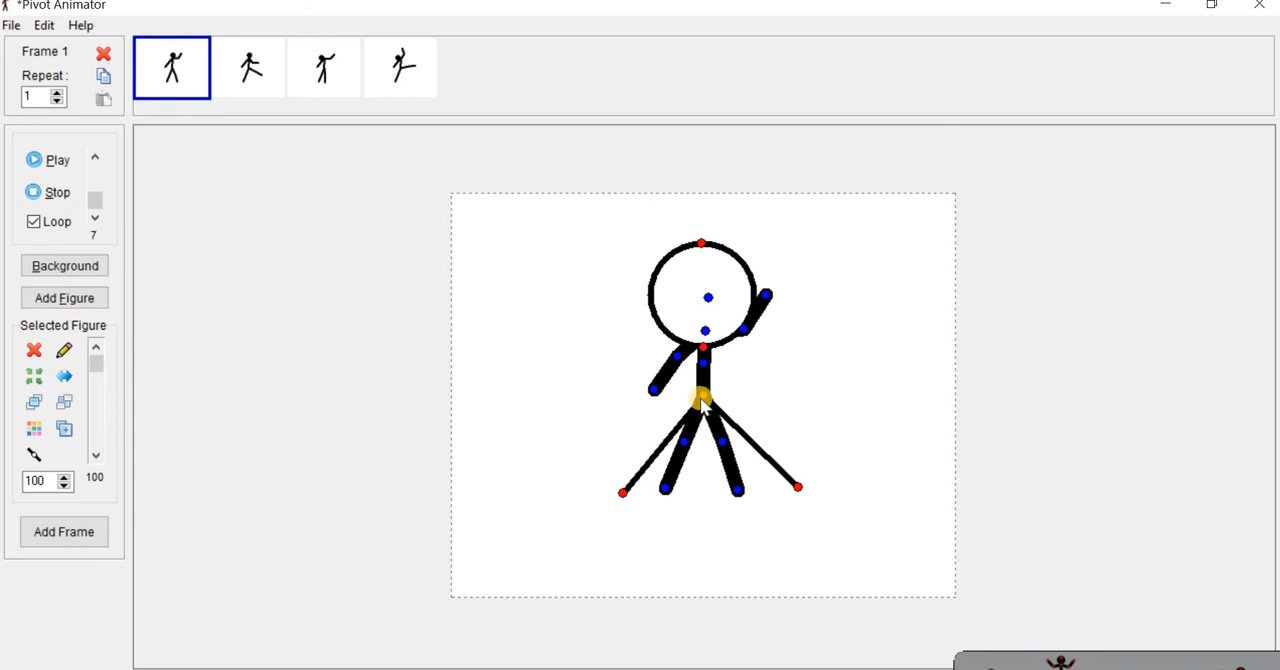 *Pivot Animator
File Edit Help
Frame 1
Repeat:
1
Play
Stop
Loop
7
Background
Add Figure
Selected Figure
100
100
Add Frame